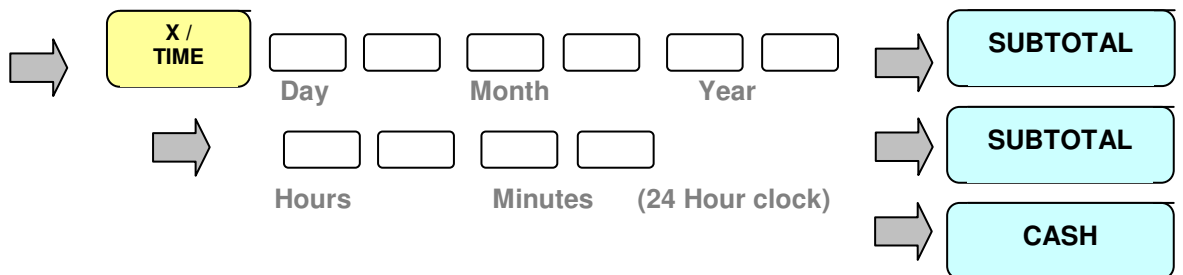 X /
TIME
SUBTOTAL
Day Month Year
SUBTOTAL
Hours Minutes (24 Hour clock)
CASH